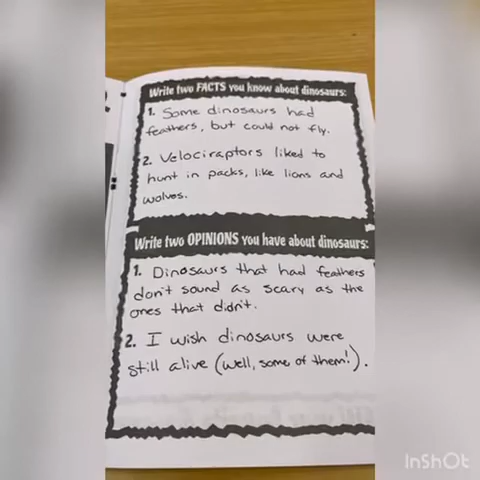 Write two FACTS you know about dinosaurs:
1. Some dinosaurs had
feathers, but could not fly.
2. Velociraptors liked to
hunt in packs, like lions and
wolves.
Write two OPINIONS you have about dinosaurs:
1. Dinosaurs that had feathers
don't sound as scary as the
ones that didn't.
2. I wish dinosaurs were
still alive (well, some of them!).
InShOt